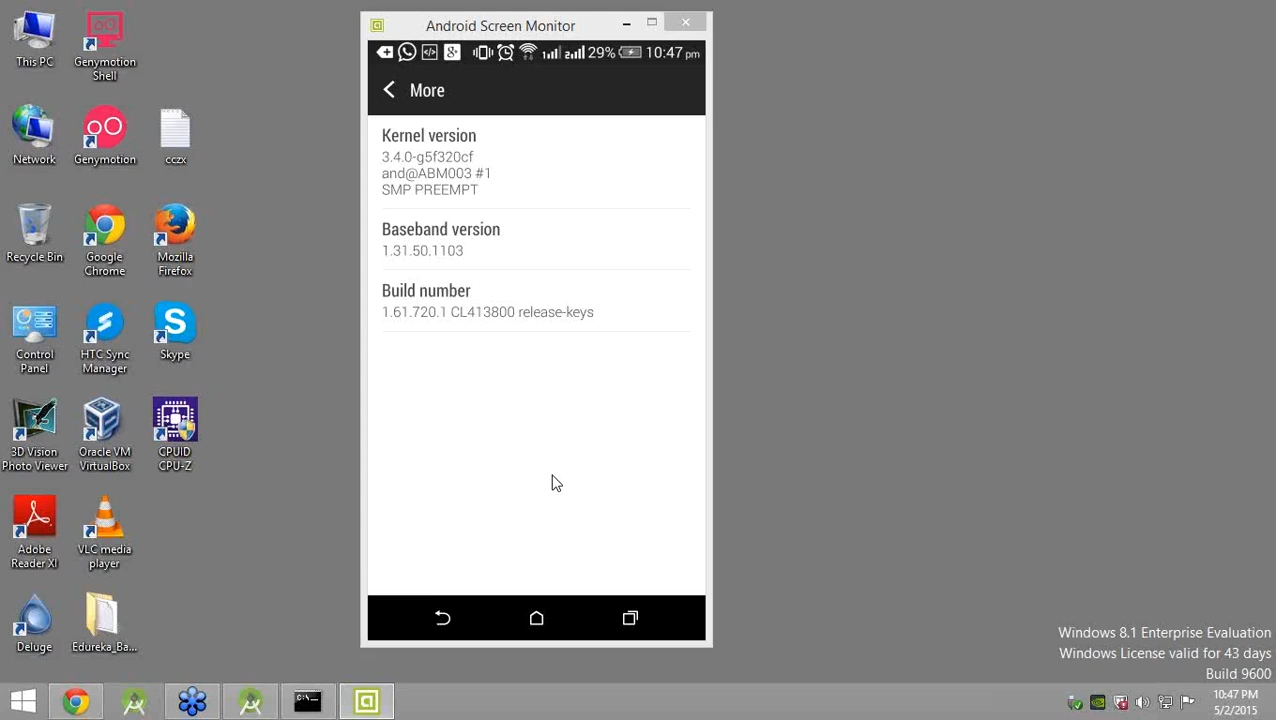 This PC
Genymotion
Shell
Network
Genymotion
cczx
Recycle Bin
Google
Chrome
Mozilla
Firefox
Control
Panel
HTC Sync
Manager
Skype
3D Vision
Photo Viewer
Oracle VM
VirtualBox
CPUID
CPU-Z
Adobe
Reader XI
VLC media
player
Deluge
Edureka_Ba...
Android Screen Monitor
29% 10:47 pm
More
Kernel version
3.4.0-g5f320cf
and@ABM003 #1
SMP PREEMPT
Baseband version
1.31.50.1103
Build number
1.61.720.1 CL413800 release-keys
Windows 8.1 Enterprise Evaluation
Windows License valid for 43 days
Build 9600
10:47 PM
5/2/2015